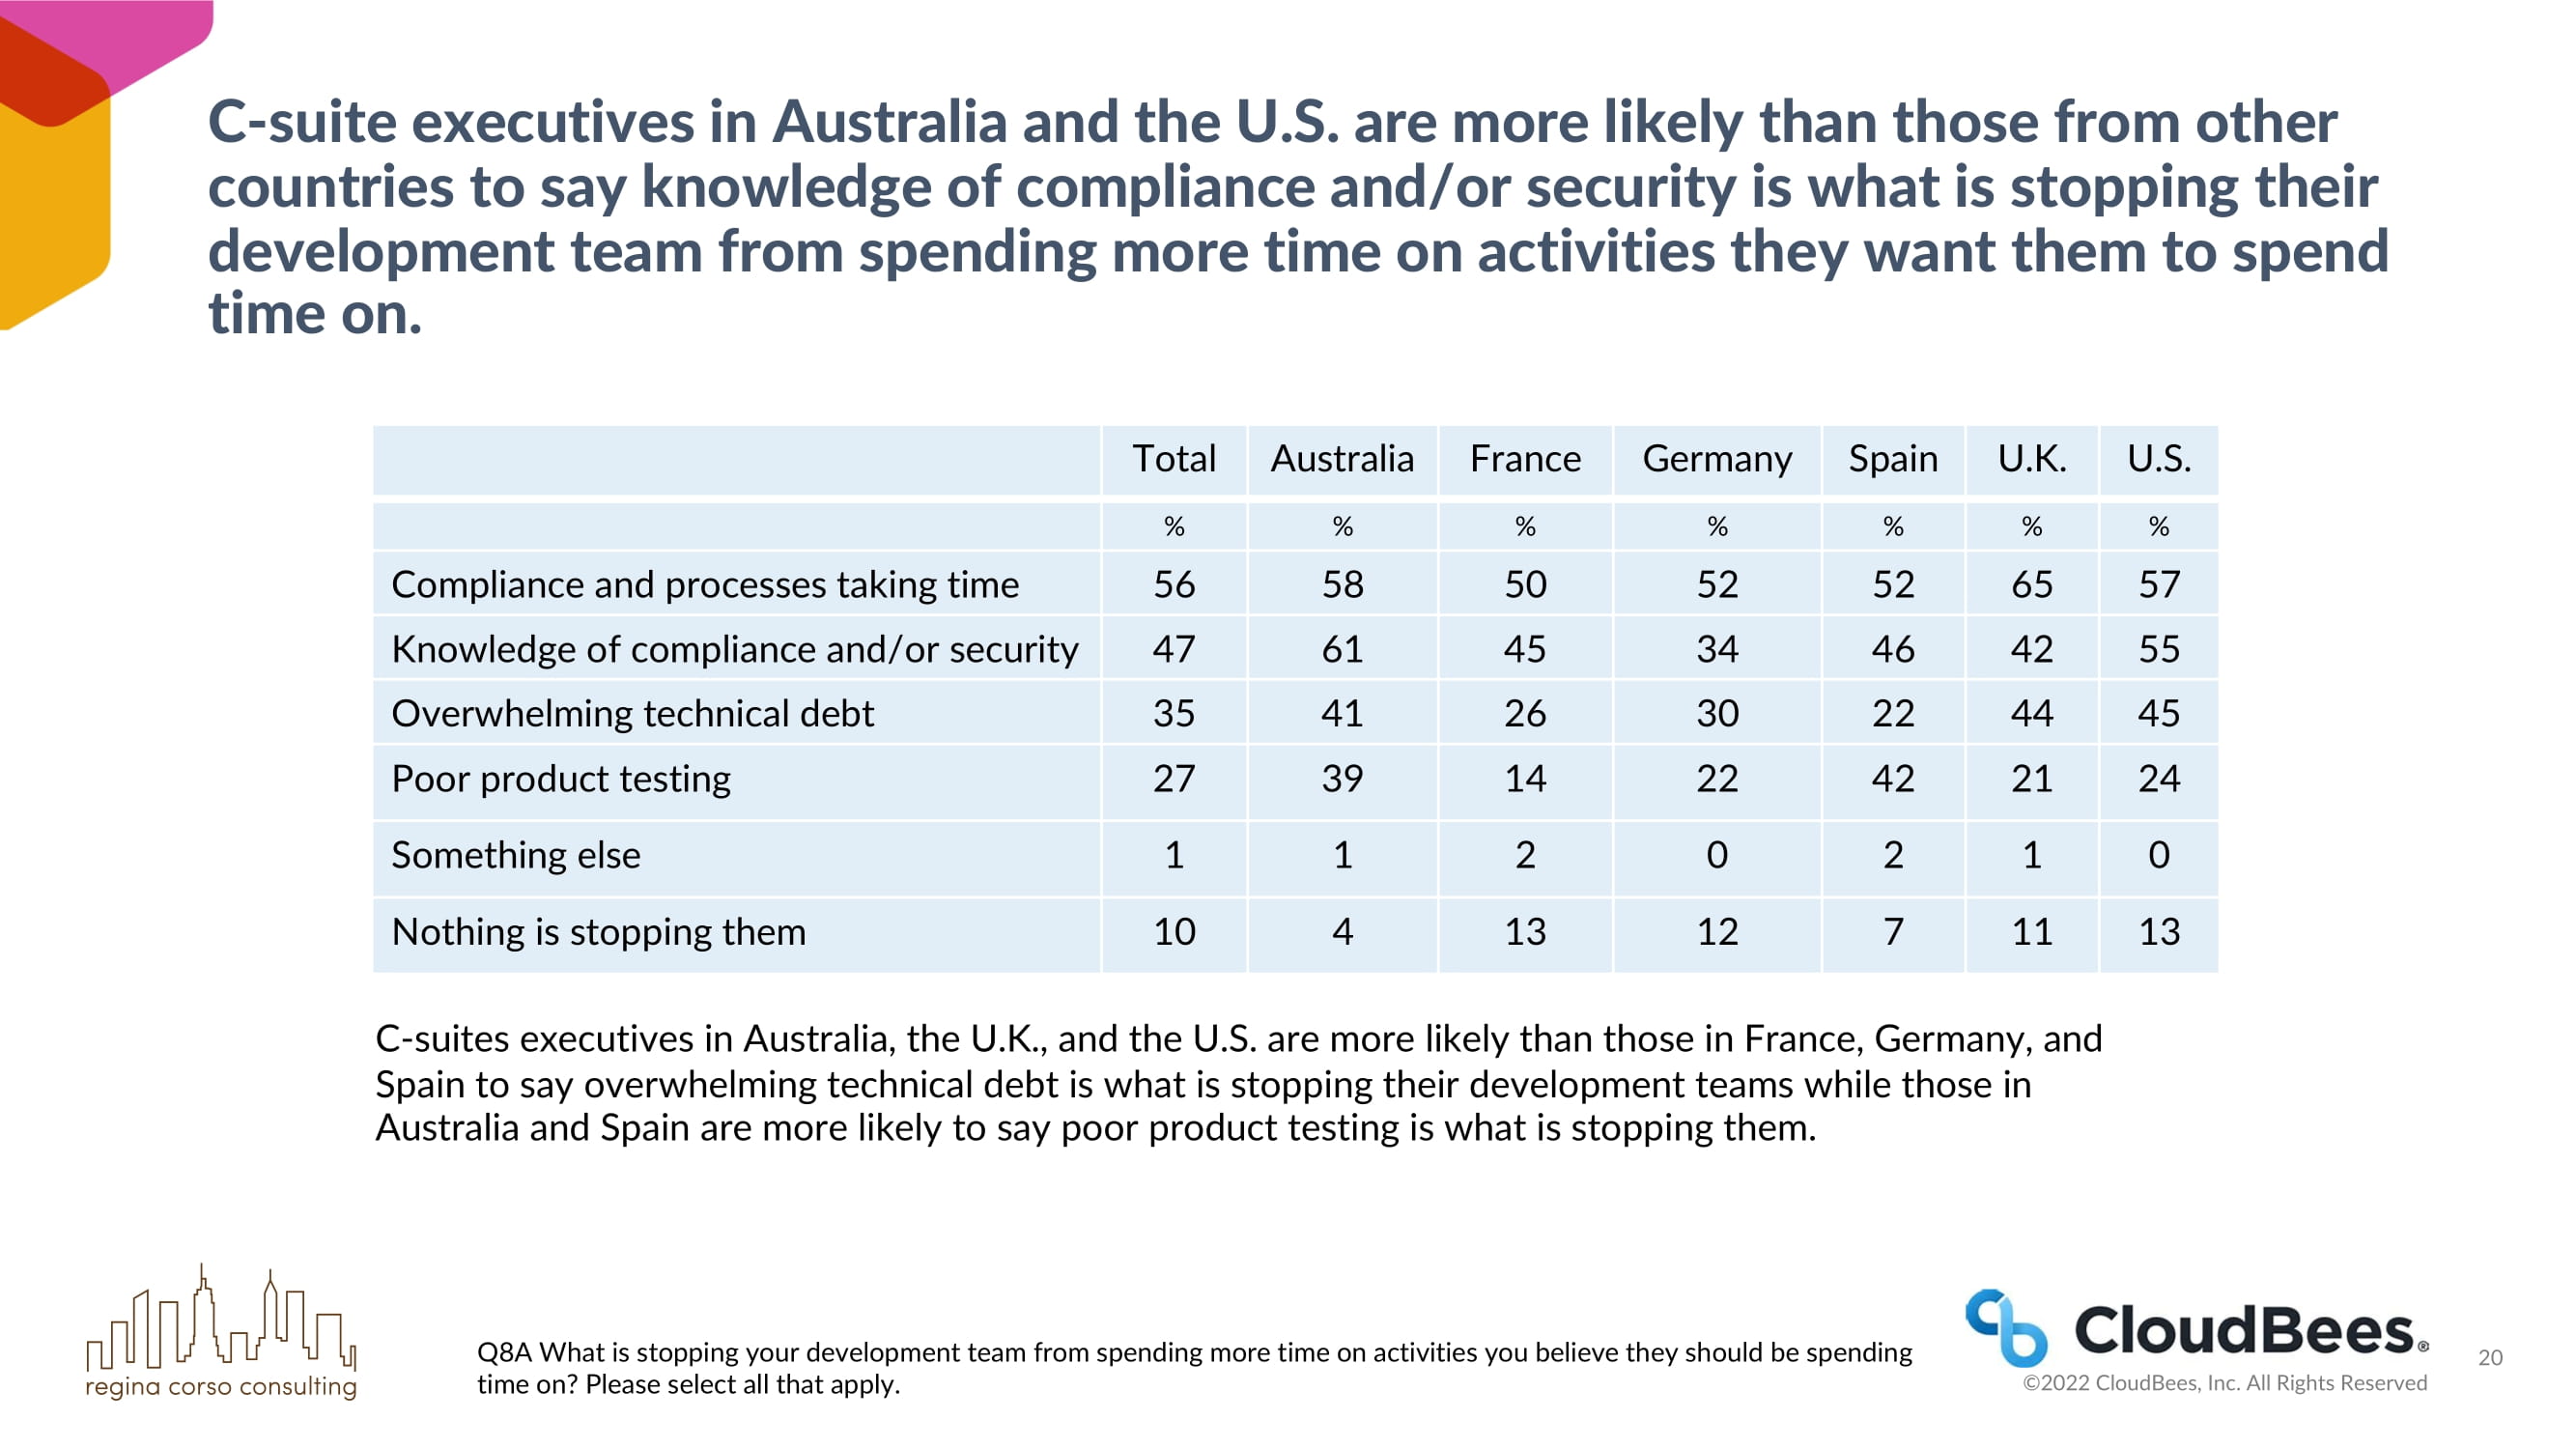 C-suite executives in Australia and the U.S. are more likely than those from other
countries to say knowledge of compliance and/or security is what is stopping their
development team from spending more time on activities they want them to spend
time on.
Total Australia France Germany Spain U.K. U.S.
% % % % % % %
Compliance and processes taking time 56 58 50 52 52 65 57
Knowledge of compliance and/or security 47 61 45 34 46 42 55
Overwhelming technical debt 35 41 26 30 22 44 45
Poor product testing 27 39 14 22 42 21 24
Something else 1 1 2 0 2 1 0
Nothing is stopping them 10 4 13 12 7 11 13
C-suites executives in Australia, the U.K., and the U.S. are more likely than those in France, Germany, and
Spain to say overwhelming technical debt is what is stopping their development teams while those in
Australia and Spain are more likely to say poor product testing is what is stopping them.
regina corso consulting
Q8A What is stopping your development team from spending more time on activities you believe they should be spending
time on? Please select all that apply.
CloudBees®
©2022 CloudBees, Inc. All Rights Reserved
20